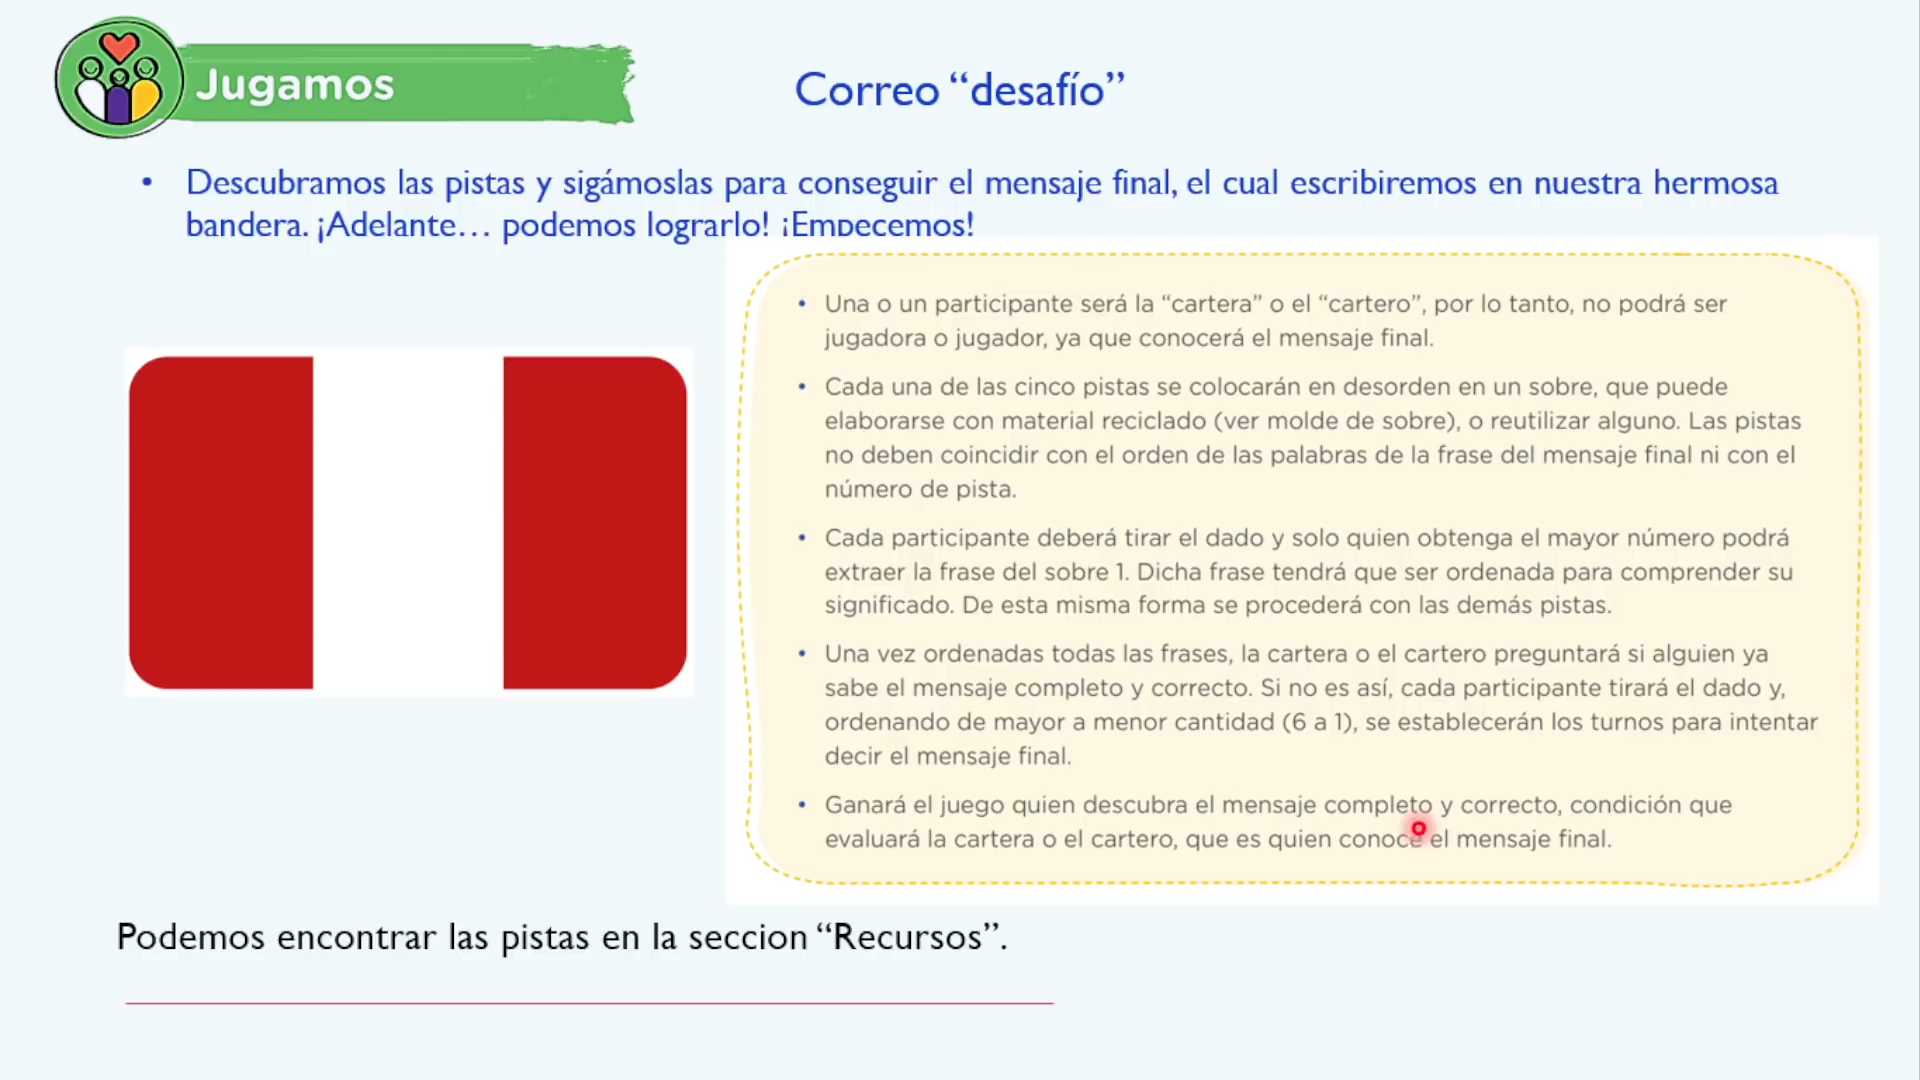 Jugamos
Correo “desafío”
• Descubramos las pistas y sigámoslas para conseguir el mensaje final, el cual escribiremos en nuestra hermosa
bandera. ¡Adelante… podemos lograrlo! ¡Empecemos!
• Una o un participante será la “cartera” o el “cartero”, por lo tanto, no podrá ser
jugadora o jugador, ya que conocerá el mensaje final.
• Cada una de las cinco pistas se colocarán en desorden en un sobre, que puede
elaborarse con material reciclado (ver molde de sobre), o reutilizar alguno. Las pistas
no deben coincidir con el orden de las palabras de la frase del mensaje final ni con el
número de pista.
• Cada participante deberá tirar el dado y solo quien obtenga el mayor número podrá
extraer la frase del sobre 1. Dicha frase tendrá que ser ordenada para comprender su
significado. De esta misma forma se procederá con las demás pistas.
• Una vez ordenadas todas las frases, la cartera o el cartero preguntará si alguien ya
sabe el mensaje completo y correcto. Si no es así, cada participante tirará el dado y,
ordenando de mayor a menor cantidad (6 a 1), se establecerán los turnos para intentar
decir el mensaje final.
• Ganará el juego quien descubra el mensaje completo y correcto, condición que
evaluará la cartera o el cartero, que es quien conoce el mensaje final.
Podemos encontrar las pistas en la seccion “Recursos”.